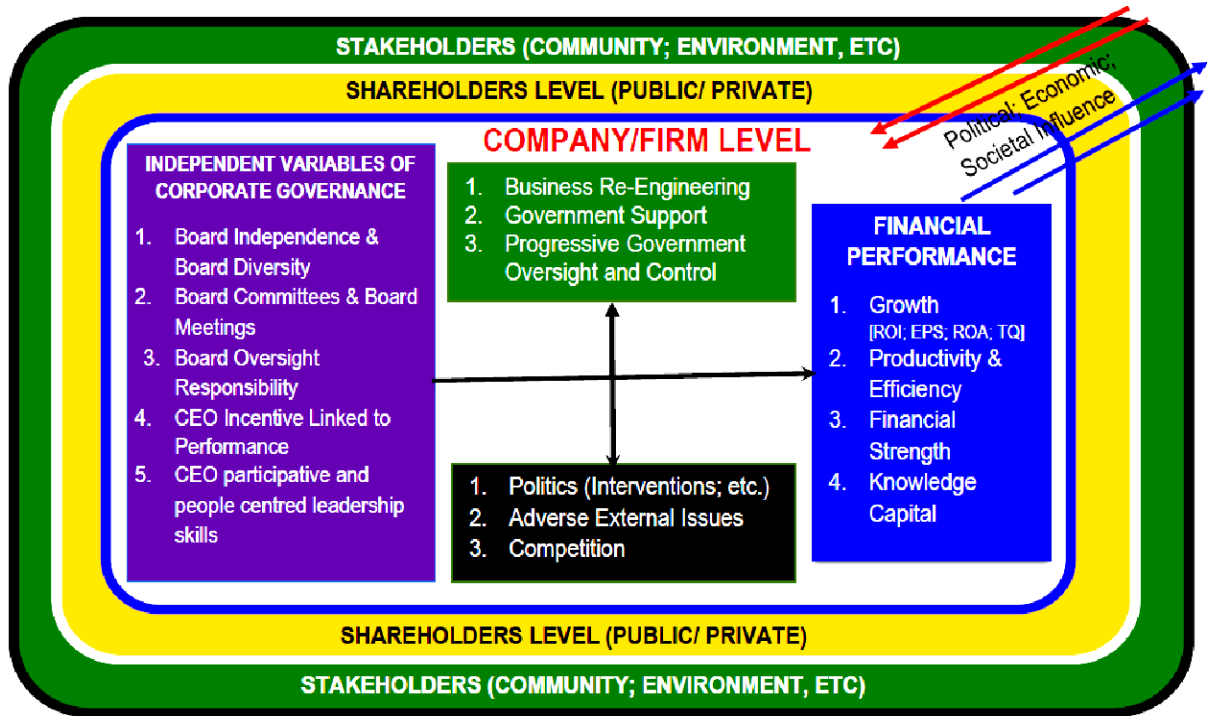 STAKEHOLDERS (COMMUNITY; ENVIRONMENT, ETC)
SHAREHOLDERS LEVEL (PUBLIC/ PRIVATE)
Political; Economic;
Societal Influence
COMPANY/FIRM LEVEL
INDEPENDENT VARIABLES OF
CORPORATE GOVERNANCE
1. Board Independence &
Board Diversity
2. Board Committees & Board
Meetings
3. Board Oversight
Responsibility
4. CEO Incentive Linked to
Performance
5. CEO participative and
people centred leadership
skills
1. Business Re-Engineering
2. Government Support
3. Progressive Government
Oversight and Control
1. Politics (Interventions; etc.)
2. Adverse External Issues
3. Competition
FINANCIAL
PERFORMANCE
1. Growth
[ROI; EPS; ROA; TQ]
2. Productivity &
Efficiency
3. Financial
Strength
4. Knowledge
Capital
SHAREHOLDERS LEVEL (PUBLIC/ PRIVATE)
STAKEHOLDERS (COMMUNITY; ENVIRONMENT, ETC)